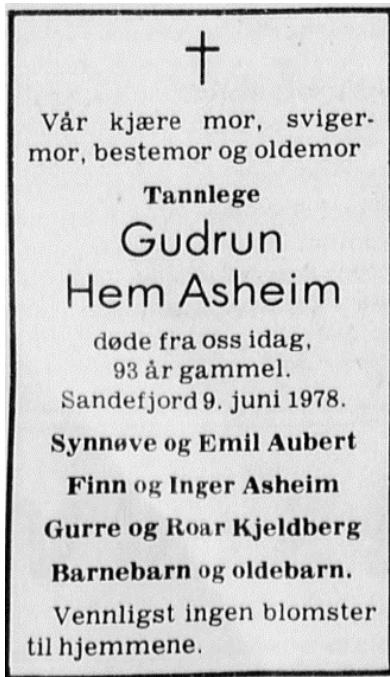 Vår kjære mor, sviger-
mor, bestemor og oldemor
Tannlege
Gudrun
Hem Asheim
døde fra oss idag,
93 år gammel.
Sandefjord 9. juni 1978.
Synnøve og Emil Aubert
Finn og Inger Asheim
Gurre og Roar Kjeldberg
Barnebarn og oldebarn.
Vennligst ingen blomster
til hjemmene.